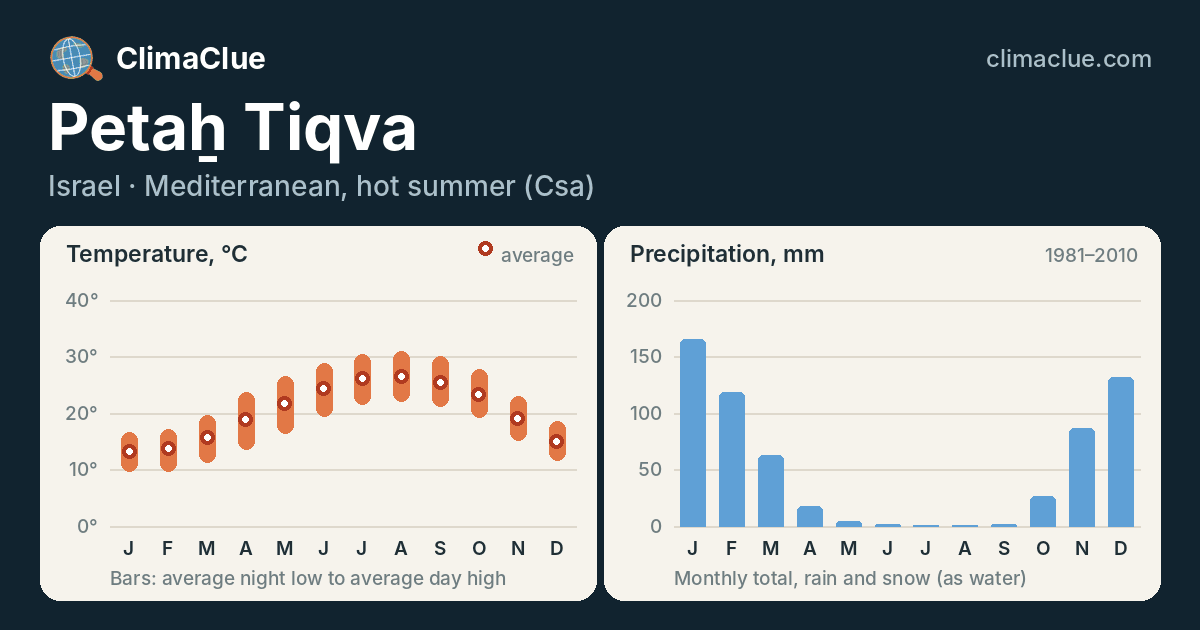 ClimaClue
climaclue.com
Petaẖ Tiqva
Israel · Mediterranean, hot summer (Csa)
Temperature, °C
average
40°
30°
20°
10°
0°
J F M A M J J A S O N D
Bars: average night low to average day high
Precipitation, mm
1981–2010
200
150
100
50
0
J F M A M J J A S O N D
Monthly total, rain and snow (as water)